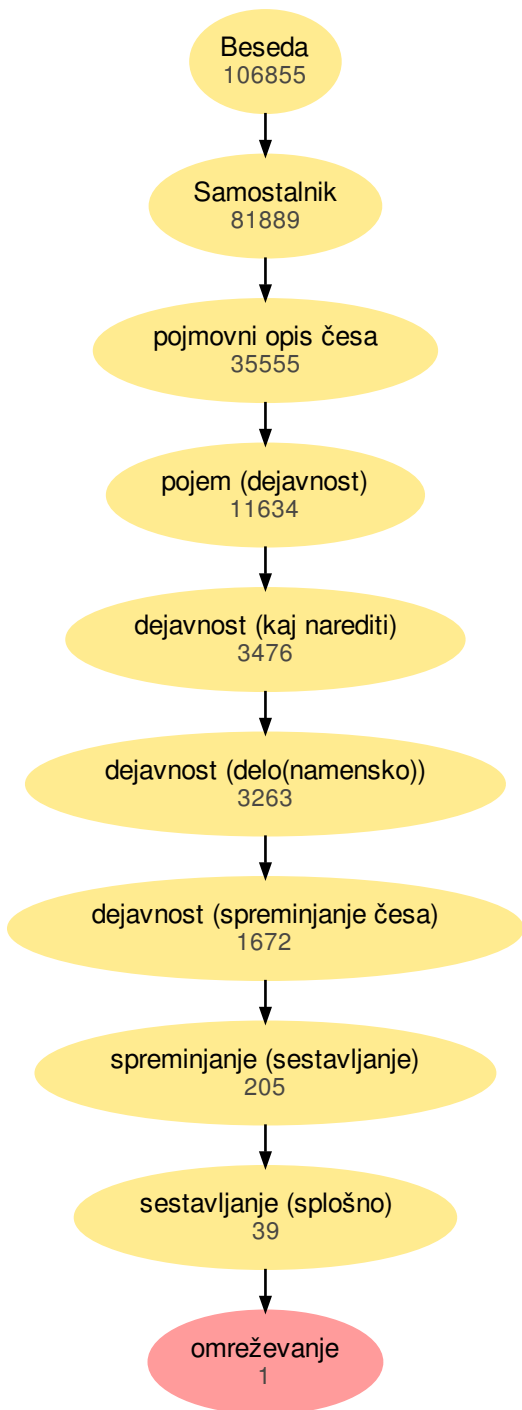 Beseda
106855
Samostalnik
81889
pojmovni opis česa
35555
pojem (dejavnost)
11634
dejavnost (kaj narediti)
3476
dejavnost (delo(namensko))
3263
dejavnost (spreminjanje česa)
1672
spreminjanje (sestavljanje)
205
sestavljanje (splošno)
39
omreževanje
1